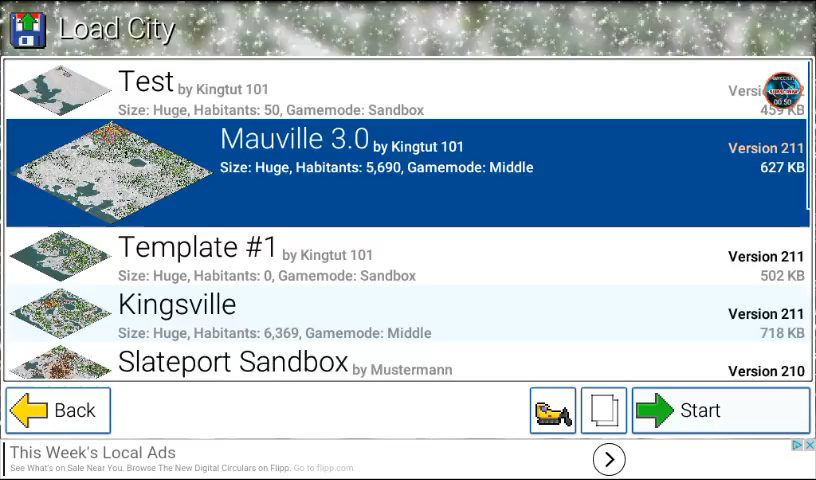 Load City
Test by Kingtut 101
Size: Huge, Habitants: 50, Gamemode: Sandbox
459 KB
SUBSCRIBE
00:50
Mauville 3.0 by Kingtut 101
Version 211
Size: Huge, Habitants: 5,690, Gamemode: Middle
627 KB
Template #1 by Kingtut 101
Version 211
Size: Huge, Habitants: 0, Gamemode: Sandbox
502 KB
Kingsville
Version 211
Size: Huge, Habitants: 6,369, Gamemode: Middle
718 KB
Slateport Sandbox by Mustermann
Version 210
Back
Start
This Week's Local Ads
See What's on Sale Near You. Browse The New Digital Circulars on Flipp. Go to flipp.com